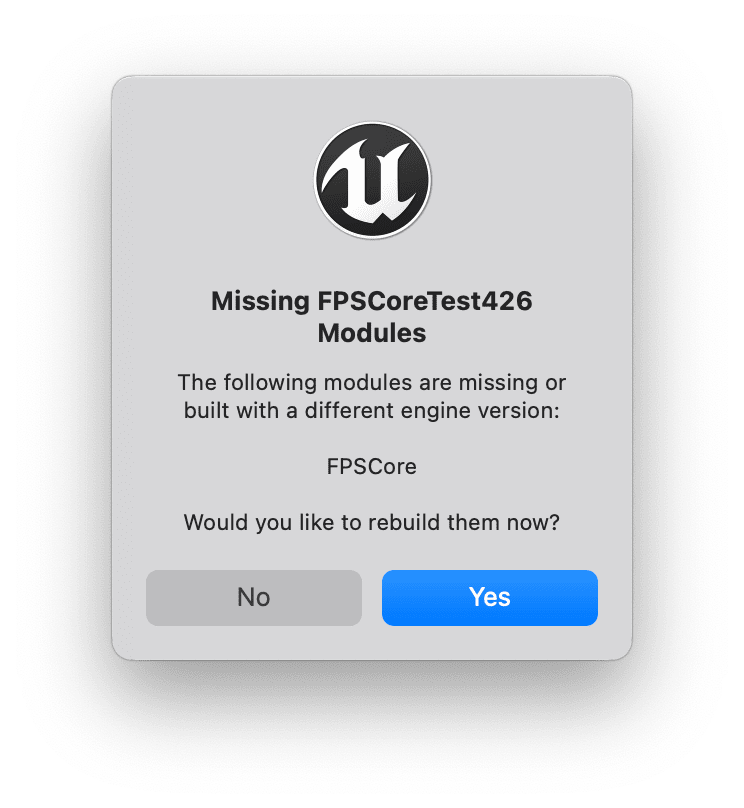 Missing FPSCoreTest426
Modules
The following modules are missing or
built with a different engine version:
FPSCore
Would you like to rebuild them now?
No
Yes